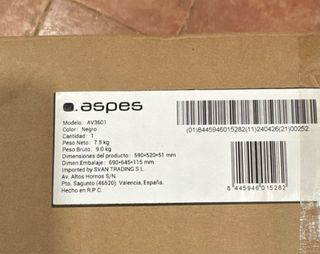 aspes
Modelo: AV3601
Color: Negro
Cantidad: 1
Peso Neto: 7.5 kg
Peso Bruto: 9.0 kg
Dimensiones del producto: 590*520*51 mm
Dimen Embalaje: 690*645*115 mm
Imported by SVAN TRADING S.L.
Av. Altos Hornos S/N
Pto. Sagunto (46520). Valencia, España.
Hecho en R.P.C.
(01)8445946015282(11)240426(21)00252
8 445946 015282